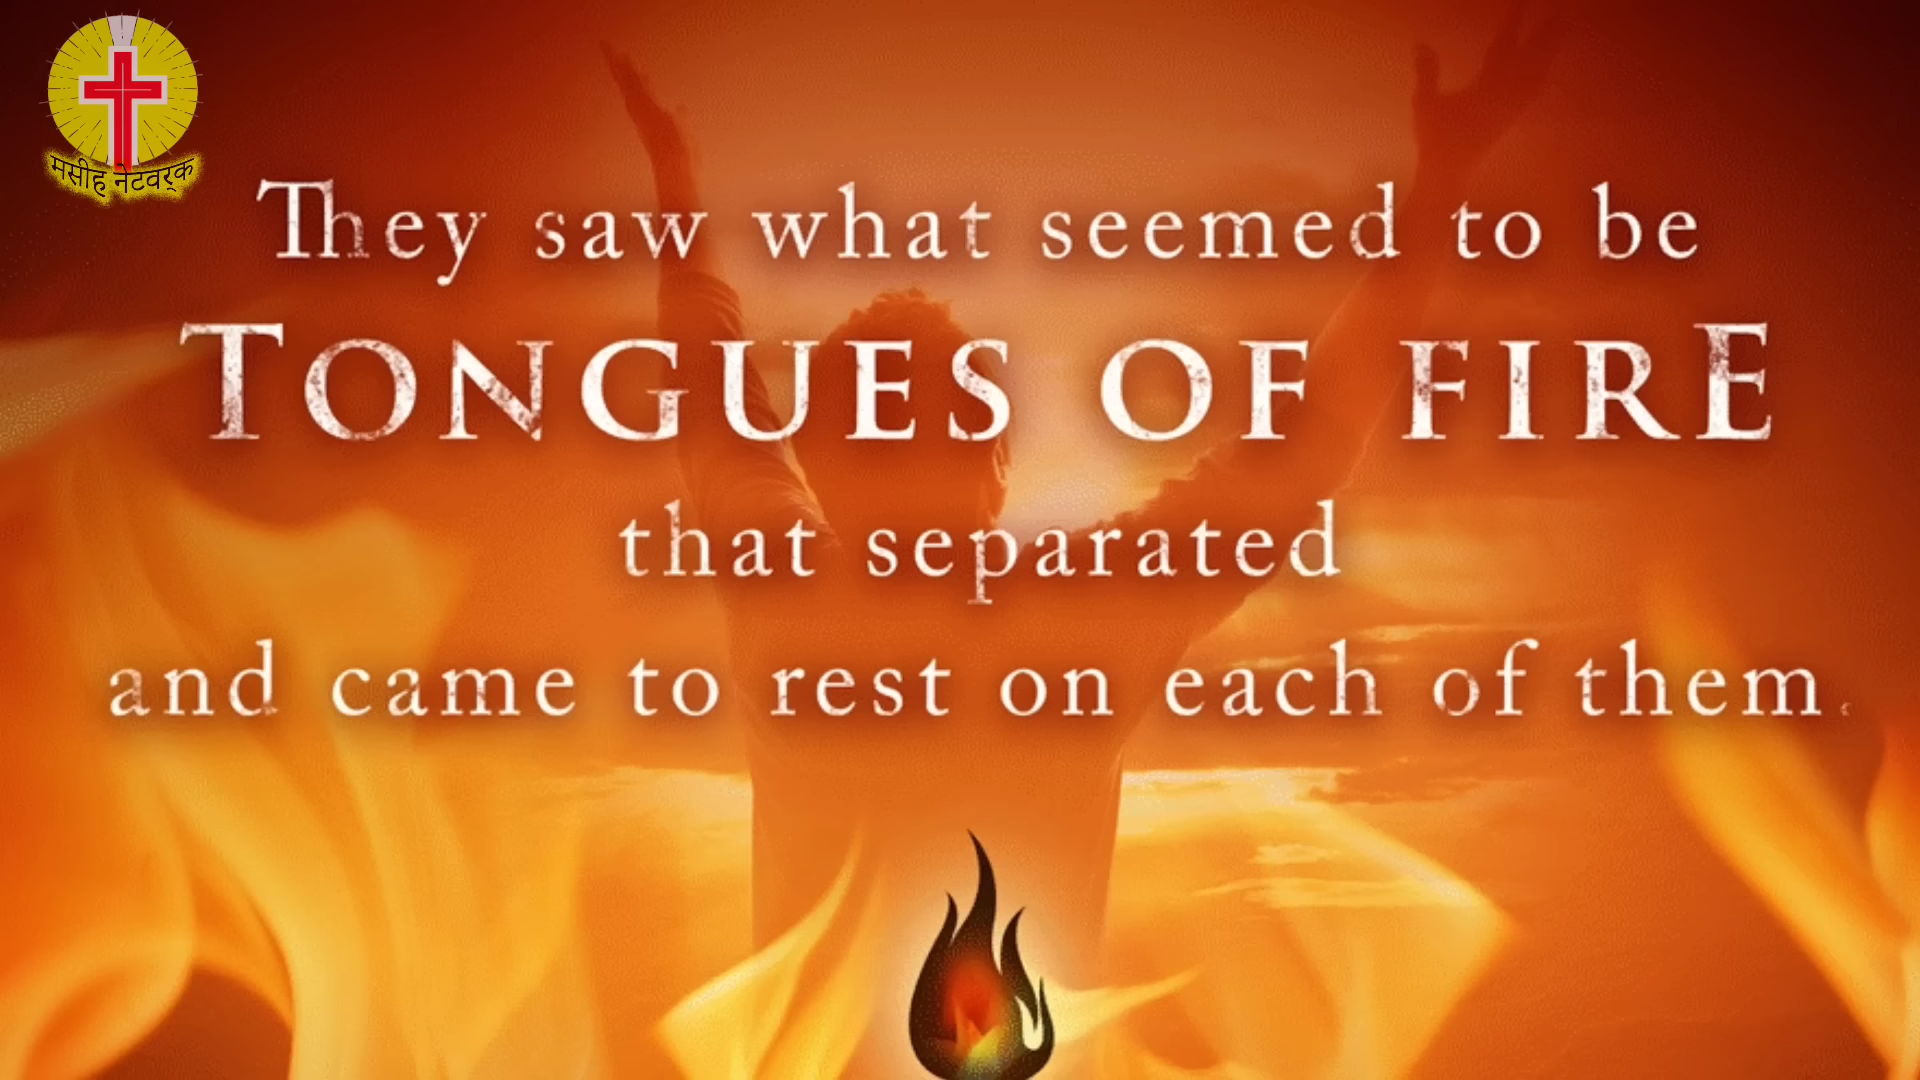 मसीह नेटवर्क
They saw what seemed to be
TONGUES OF FIRE
that separated
and came to rest on each of them.